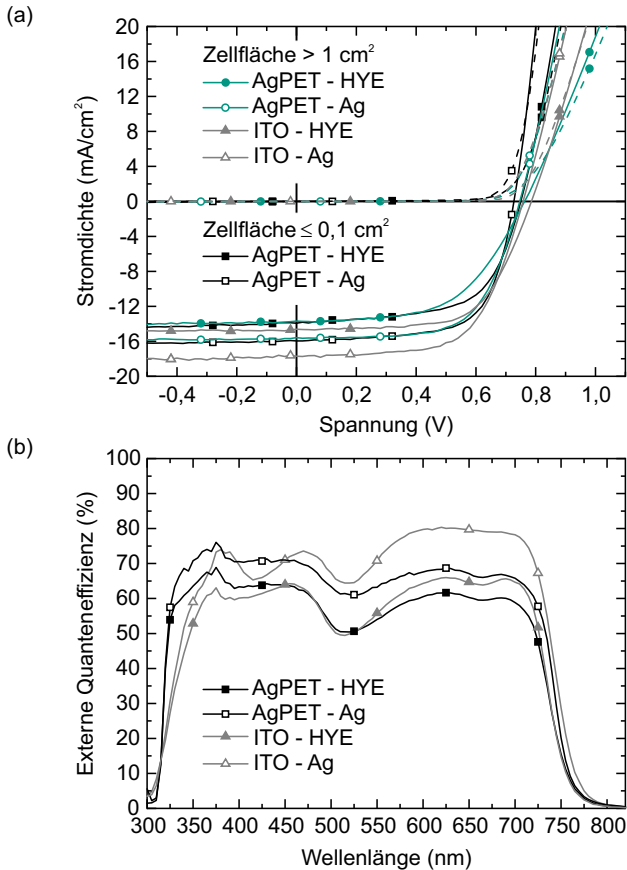 (a)
20
16
12
8
4
0
-4
-8
-12
-16
-20
Stromdichte (mA/cm²)
Zellfläche > 1 cm²
AgPET - HYE
AgPET - Ag
ITO - HYE
ITO - Ag
Zellfläche ≤ 0,1 cm²
AgPET - HYE
AgPET - Ag
-0,4 -0,2 0,0 0,2 0,4 0,6 0,8 1,0
Spannung (V)
(b)
100
90
80
70
60
50
40
30
20
10
0
Externe Quanteneffizienz (%)
AgPET - HYE
AgPET - Ag
ITO - HYE
ITO - Ag
300 350 400 450 500 550 600 650 700 750 800
Wellenlänge (nm)